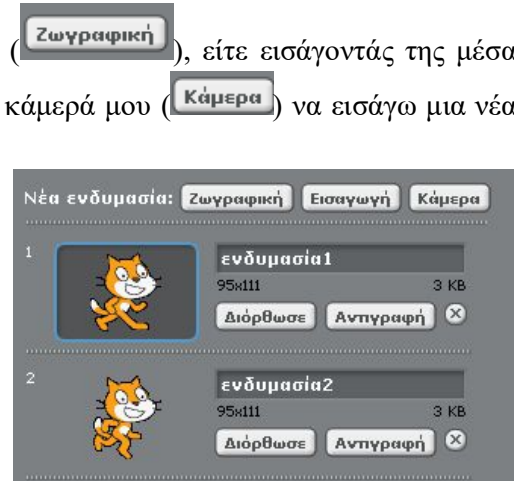 (Ζωγραφική), είτε εισάγοντάς της μέσα
κάμερά μου (Κάμερα) να εισάγω μια νέα
Νέα ενδυμασία: Ζωγραφική Εισαγωγή Κάμερα
1
ενδυμασία1
95x111 3 KB
Διόρθωσε Αντιγραφή
2
ενδυμασία2
95x111 3 KB
Διόρθωσε Αντιγραφή